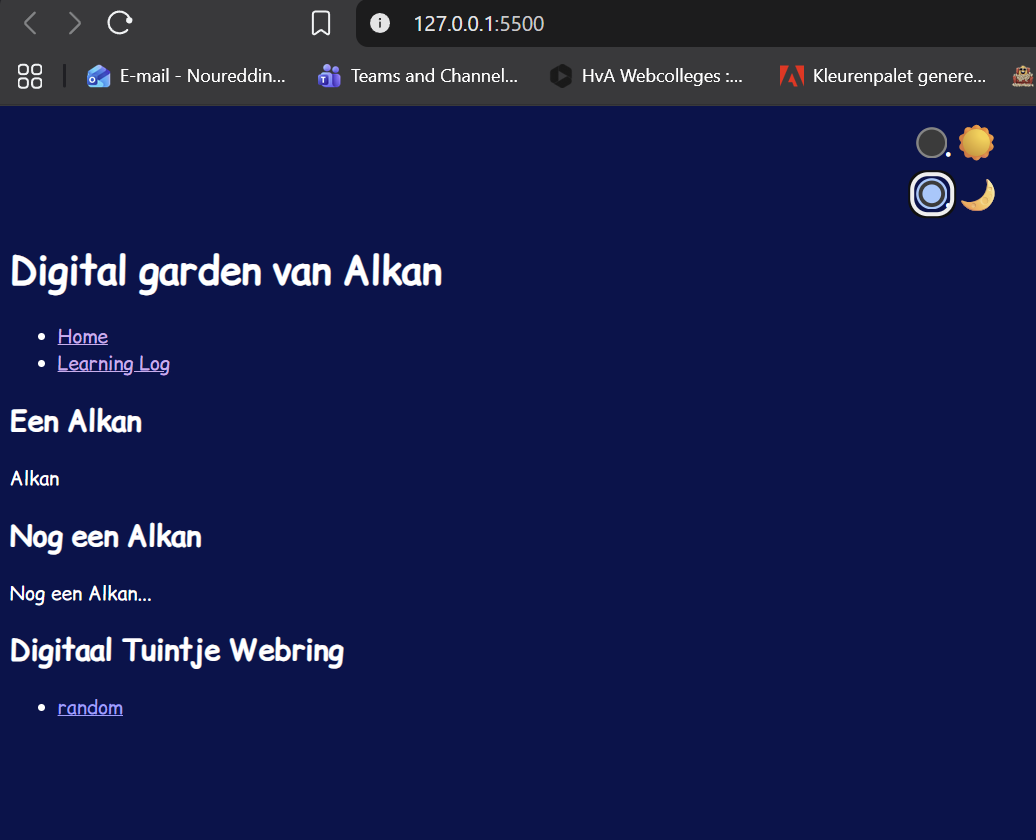 127.0.0.1:5500
E-mail - Noureddin... Teams and Channel... HvA Webcolleges :... Kleurenpalet genere...
Digital garden van Alkan
Home
Learning Log
Een Alkan
Alkan
Nog een Alkan
Nog een Alkan...
Digitaal Tuintje Webring
random